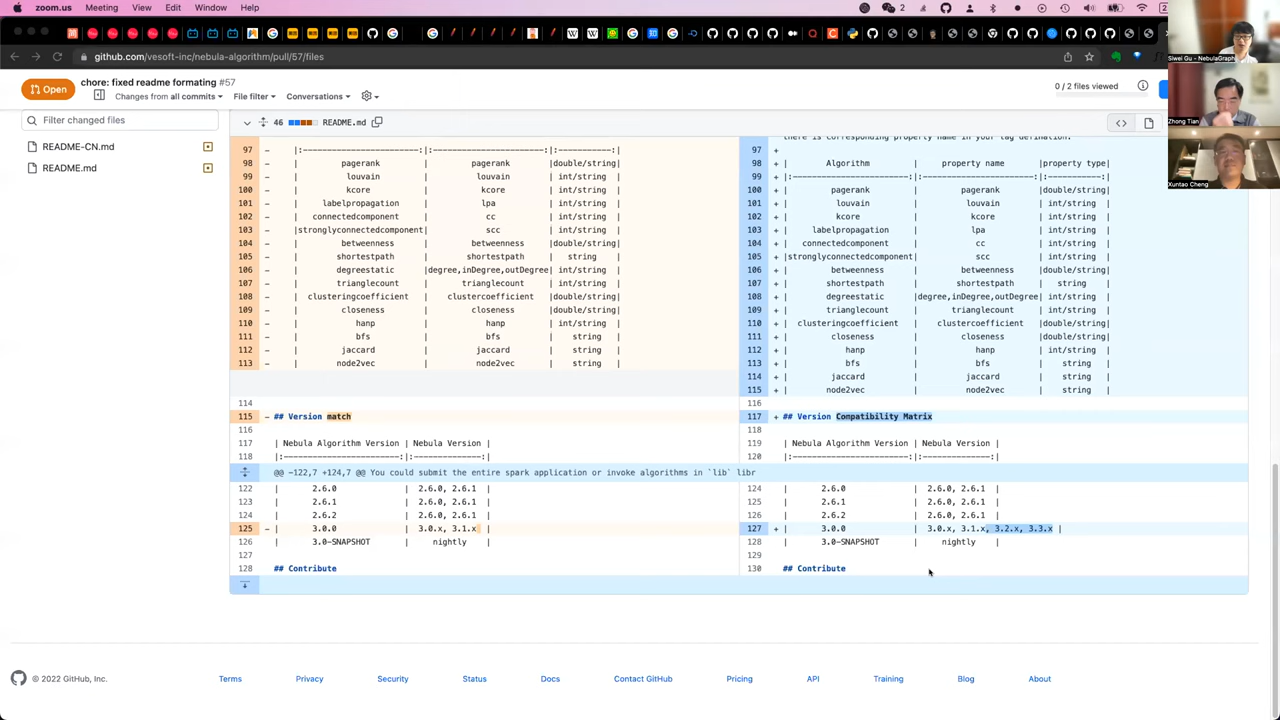 zoom.us Meeting View Edit Window Help
2
github.com/vesoft-inc/nebula-algorithm/pull/57/files
Open
chore: fixed readme formating #57
Changes from all commits
File filter
Conversations
0 / 2 files viewed
Siwei Gu - NebulaGraph
Zhong Tian
Xuntao Cheng
Filter changed files
README-CN.md
README.md
46 README.md
there is corresponding property name in your tag defination.
97 - |:------------------------:|:-----------------------:|:-----------:|
98 - | pagerank | pagerank |double/string|
99 - | louvain | louvain | int/string |
100 - | kcore | kcore | int/string |
101 - | labelpropagation | lpa | int/string |
102 - | connectedcomponent | cc | int/string |
103 - |stronglyconnectedcomponent| scc | int/string |
104 - | betweenness | betweenness |double/string|
105 - | shortestpath | shortestpath | string |
106 - | degreestatic |degree,inDegree,outDegree| int/string |
107 - | trianglecount | trianglecount | int/string |
108 - | clusteringcoefficient | clustercoefficient |double/string|
109 - | closeness | closeness |double/string|
110 - | hanp | hanp | int/string |
111 - | bfs | bfs | string |
112 - | jaccard | jaccard | string |
113 - | node2vec | node2vec | string |
114
115 - ## Version match
116
117 | Nebula Algorithm Version | Nebula Version |
118 |:------------------------:|:--------------:|
97 +
98 + | Algorithm | property name |property type|
99 + |:------------------------:|:-----------------------:|:-----------:|
100 + | pagerank | pagerank |double/string|
101 + | louvain | louvain | int/string |
102 + | kcore | kcore | int/string |
103 + | labelpropagation | lpa | int/string |
104 + | connectedcomponent | cc | int/string |
105 + |stronglyconnectedcomponent| scc | int/string |
106 + | betweenness | betweenness |double/string|
107 + | shortestpath | shortestpath | string |
108 + | degreestatic |degree,inDegree,outDegree| int/string |
109 + | trianglecount | trianglecount | int/string |
110 + | clusteringcoefficient | clustercoefficient |double/string|
111 + | closeness | closeness |double/string|
112 + | hanp | hanp | int/string |
113 + | bfs | bfs | string |
114 + | jaccard | jaccard | string |
115 + | node2vec | node2vec | string |
116
117 + ## Version Compatibility Matrix
118
119 | Nebula Algorithm Version | Nebula Version |
120 |:------------------------:|:--------------:|
@@ -122,7 +124,7 @@ You could submit the entire spark application or invoke algorithms in `lib` libr
122 | 2.6.0 | 2.6.0, 2.6.1 |
123 | 2.6.1 | 2.6.0, 2.6.1 |
124 | 2.6.2 | 2.6.0, 2.6.1 |
125 - | 3.0.0 | 3.0.x, 3.1.x |
126 | 3.0-SNAPSHOT | nightly |
127
128 ## Contribute
124 | 2.6.0 | 2.6.0, 2.6.1 |
125 | 2.6.1 | 2.6.0, 2.6.1 |
126 | 2.6.2 | 2.6.0, 2.6.1 |
127 + | 3.0.0 | 3.0.x, 3.1.x, 3.2.x, 3.3.x |
128 | 3.0-SNAPSHOT | nightly |
129
130 ## Contribute
© 2022 GitHub, Inc.
Terms
Privacy
Security
Status
Docs
Contact GitHub
Pricing
API
Training
Blog
About